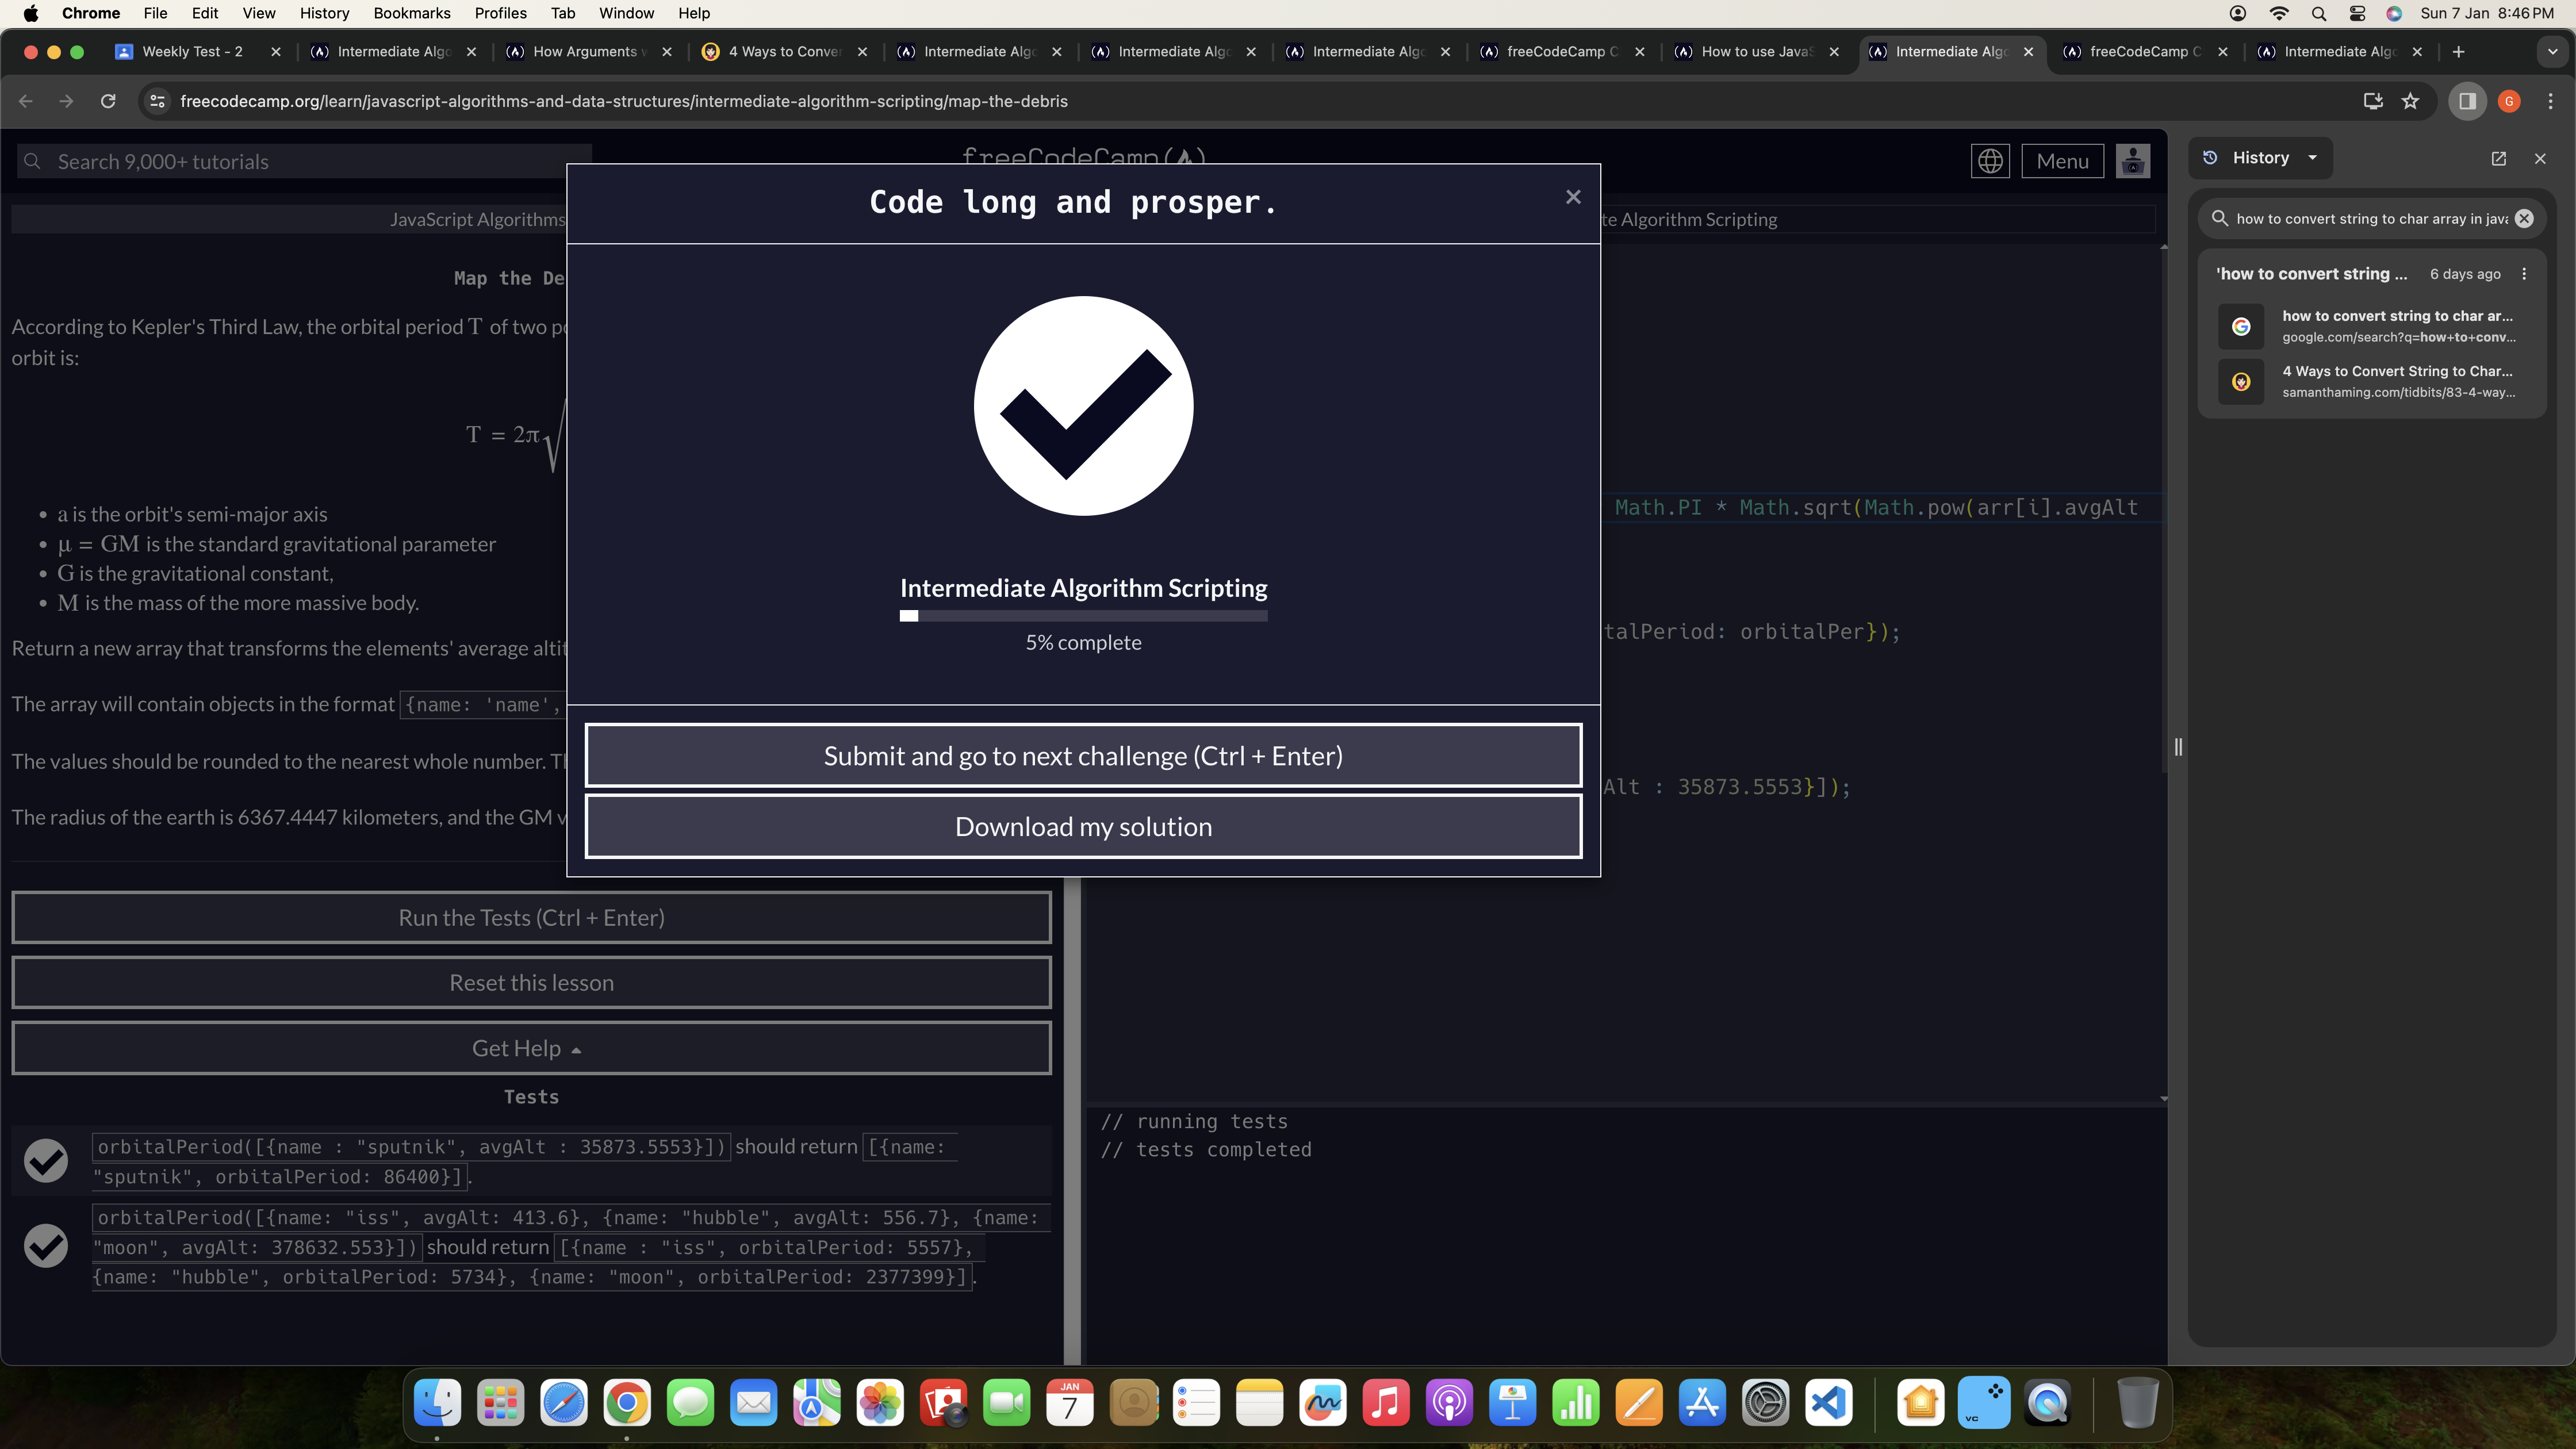 Chrome File Edit View History Bookmarks Profiles Tab Window Help Sun 7 Jan 8:46 PM
Weekly Test - 2 Intermediate Algo How Arguments 4 Ways to Conver Intermediate Algo Intermediate Algo Intermediate Algo freeCodeCamp C How to use JavaS Intermediate Algo freeCodeCamp C Intermediate Algo
freecodecamp.org/learn/javascript-algorithms-and-data-structures/intermediate-algorithm-scripting/map-the-debris G
Search 9,000+ tutorials
freeCodeCamp
Menu
JavaScript Algorithms
te Algorithm Scripting
Map the De
According to Kepler's Third Law, the orbital period T of two po
orbit is:
T = 2π√
a is the orbit's semi-major axis
μ = GM is the standard gravitational parameter
G is the gravitational constant,
M is the mass of the more massive body.
Return a new array that transforms the elements' average altit
The array will contain objects in the format {name: 'name',
The values should be rounded to the nearest whole number. Th
The radius of the earth is 6367.4447 kilometers, and the GM v
Run the Tests (Ctrl + Enter)
Reset this lesson
Get Help
Tests
orbitalPeriod([{name : "sputnik", avgAlt : 35873.5553}]) should return [{name:
"sputnik", orbitalPeriod: 86400}].
orbitalPeriod([{name: "iss", avgAlt: 413.6}, {name: "hubble", avgAlt: 556.7}, {name:
"moon", avgAlt: 378632.553}]) should return [{name : "iss", orbitalPeriod: 5557},
{name: "hubble", orbitalPeriod: 5734}, {name: "moon", orbitalPeriod: 2377399}].
Code long and prosper.
Intermediate Algorithm Scripting
5% complete
Submit and go to next challenge (Ctrl + Enter)
Download my solution
Math.PI * Math.sqrt(Math.pow(arr[i].avgAlt
talPeriod: orbitalPer});
Alt : 35873.5553}]);
// running tests
// tests completed
History
how to convert string to char array in java
'how to convert string ... 6 days ago
how to convert string to char ar...
google.com/search?q=how+to+conv...
4 Ways to Convert String to Char...
samanthaming.com/tidbits/83-4-way...
JAN
7
vc